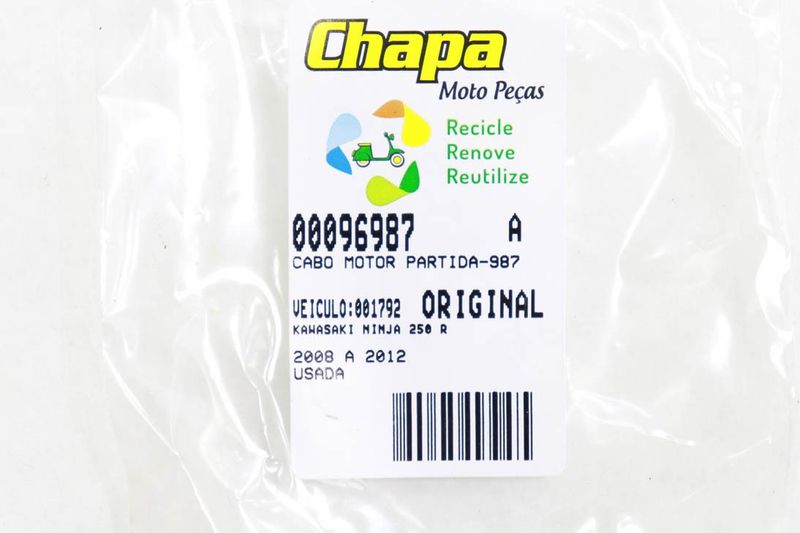 Chapa
Moto Peças
Recicle
Renove
Reutilize
00096987 A
CABO MOTOR PARTIDA-987
VEICULO:001792 ORIGINAL
KAWASAKI NINJA 250 R
2008 A 2012
USADA